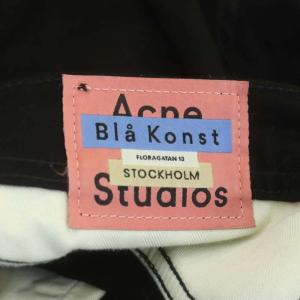 Acne
Blå Konst
FLORAGATAN 13
STOCKHOLM
Studios